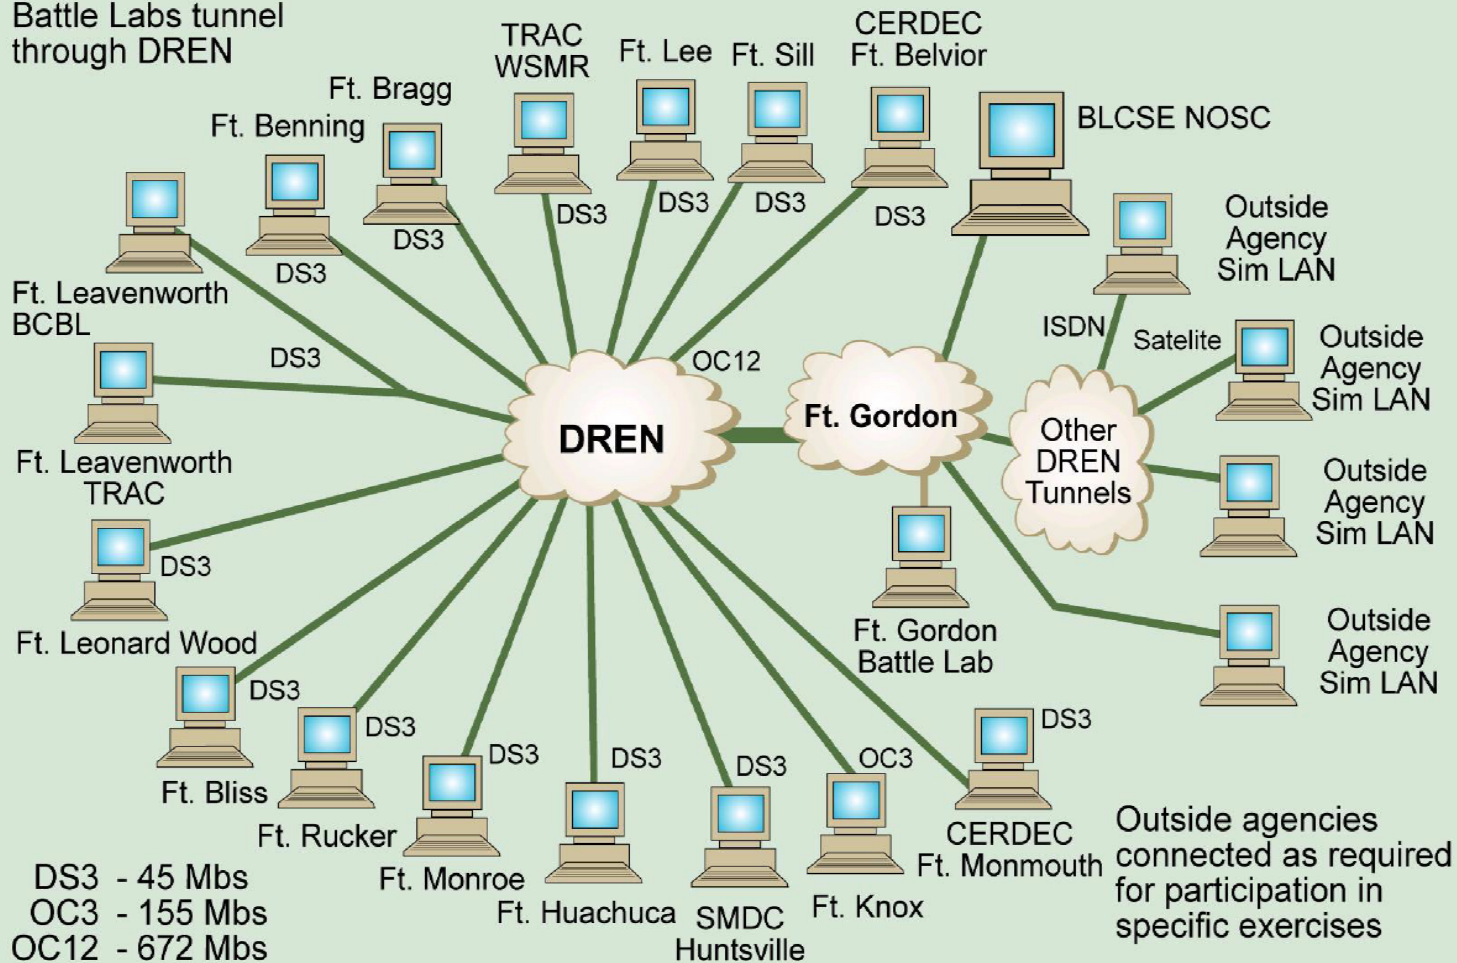 Battle Labs tunnel
through DREN
TRAC
WSMR
Ft. Lee
Ft. Sill
CERDEC
Ft. Belvior
Ft. Bragg
Ft. Benning
BLCSE NOSC
DS3
DS3
DS3
DS3
DS3
DS3
Outside
Agency
Sim LAN
Ft. Leavenworth
BCBL
DS3
ISDN
Satelite
Outside
Agency
Sim LAN
OC12
DREN
Ft. Gordon
Other
DREN
Tunnels
Ft. Leavenworth
TRAC
Outside
Agency
Sim LAN
DS3
Ft. Leonard Wood
Ft. Gordon
Battle Lab
Outside
Agency
Sim LAN
DS3
Ft. Bliss
DS3
Ft. Rucker
DS3
Ft. Monroe
DS3
Ft. Huachuca
DS3
SMDC
Huntsville
OC3
Ft. Knox
DS3
CERDEC
Ft. Monmouth
DS3 - 45 Mbs
OC3 - 155 Mbs
OC12 - 672 Mbs
Outside agencies
connected as required
for participation in
specific exercises